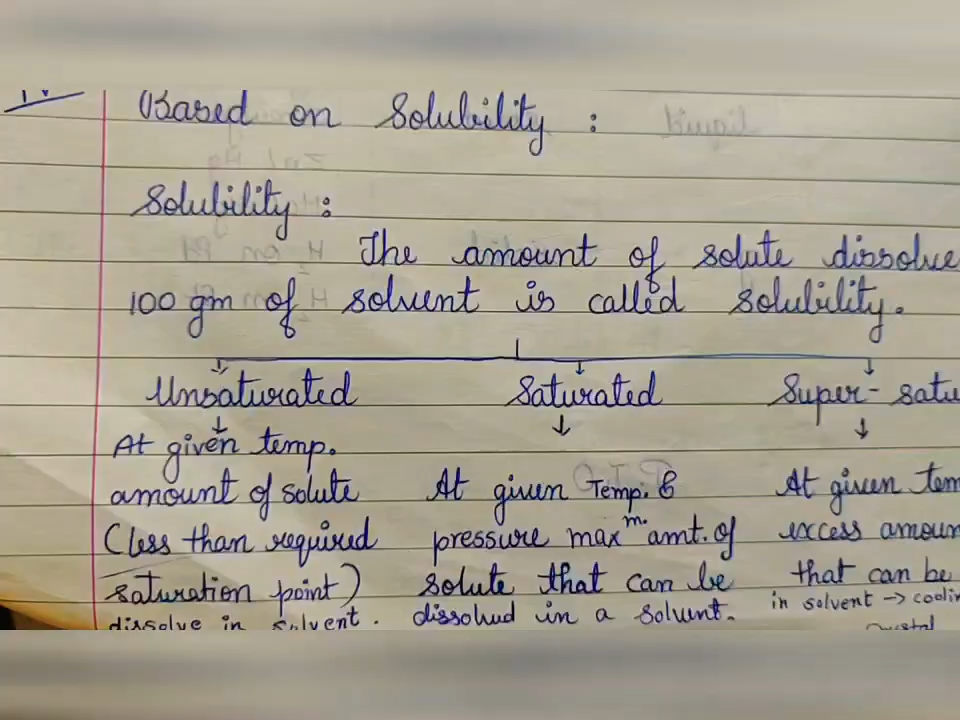 Based on Solubility :
Solubility :
The amount of solute dissolve
100 gm of solvent is called solubility.
Unsaturated Saturated Super-satu
At given temp.
amount of solute
(less than required
saturation point)
dissolve in solvent.
At given Temp. &
pressure maxᵐ. amt. of
solute that can be
dissolved in a solvent.
At given tem
excess amoun
that can be
in solvent → coolin